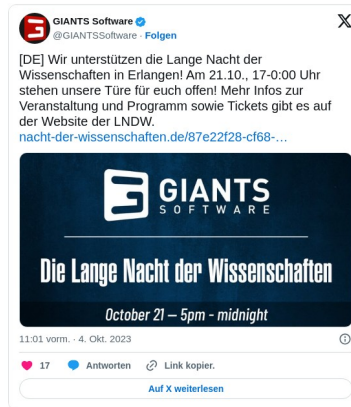 GIANTS Software
@GIANTSSoftware · Folgen
X
[DE] Wir unterstützen die Lange Nacht der
Wissenschaften in Erlangen! Am 21.10., 17-0:00 Uhr
stehen unsere Türe für euch offen! Mehr Infos zur
Veranstaltung und Programm sowie Tickets gibt es auf
der Website der LNDW.
nacht-der-wissenschaften.de/87e22f28-cf68-…
GIANTS
SOFTWARE
Die Lange Nacht der Wissenschaften
October 21 – 5pm - midnight
11:01 vorm. · 4. Okt. 2023
17 Antworten Link kopier.
Auf X weiterlesen